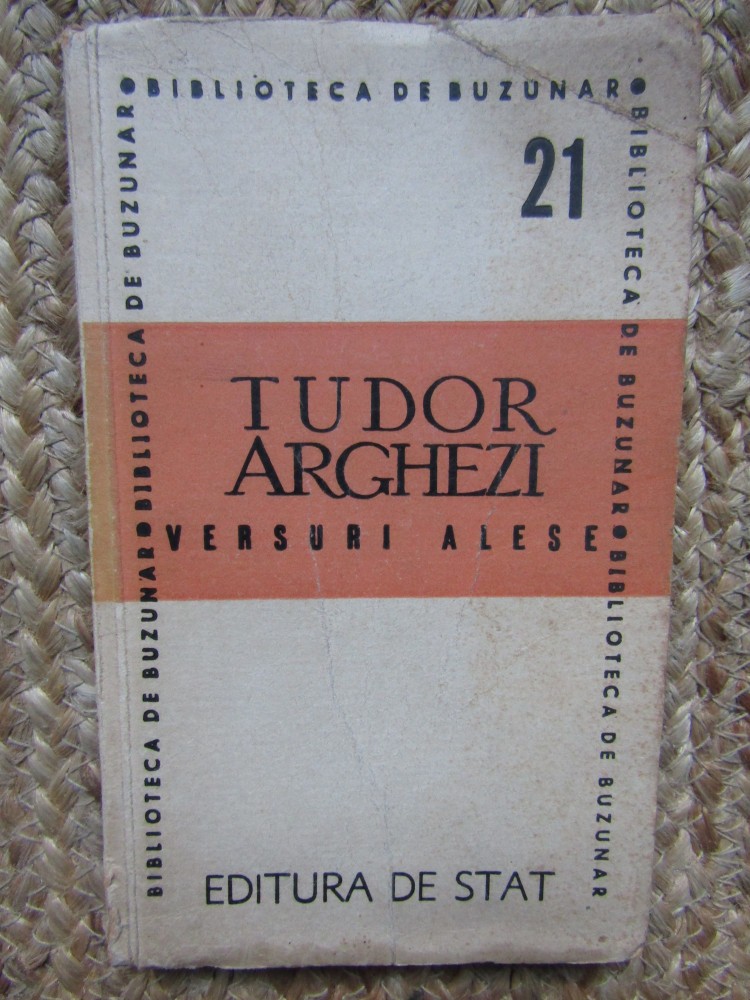 ●BIBLIOTECA DE BUZUNAR●
BIBLIOTECA DE BUZUNAR●BIBLIOTECA DE BUZUNAR
BIBLIOTECA DE BUZUNAR●BIBLIOTECA DE BUZUNAR
21
TUDOR
ARGHEZI
VERSURI ALESE
EDITURA DE STAT